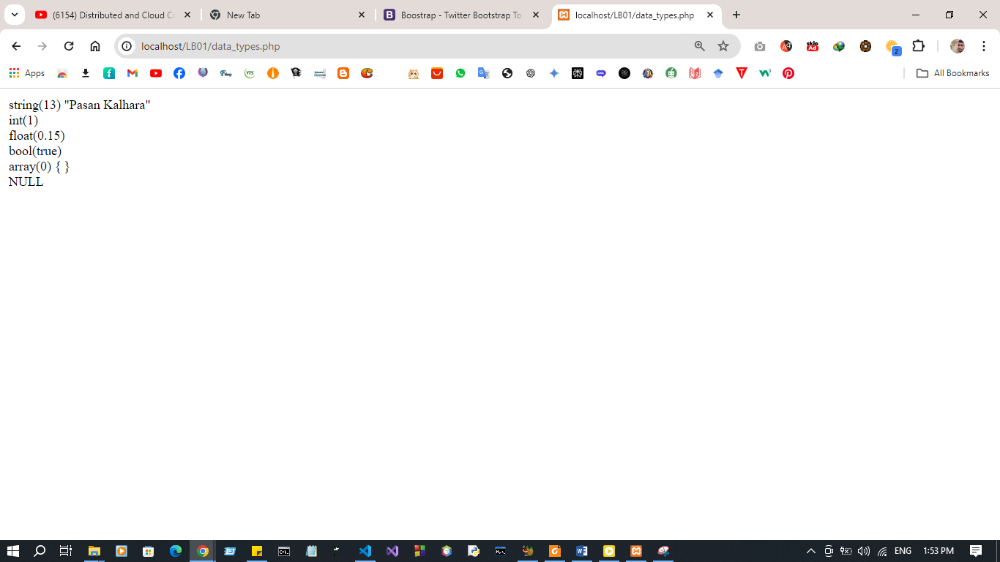 (6154) Distributed and Cloud Co
New Tab
Boostrap - Twitter Bootstrap To
localhost/LB01/data_types.php
localhost/LB01/data_types.php
Apps
All Bookmarks
string(13) "Pasan Kalhara"
int(1)
float(0.15)
bool(true)
array(0) { }
NULL
ENG
1:53 PM